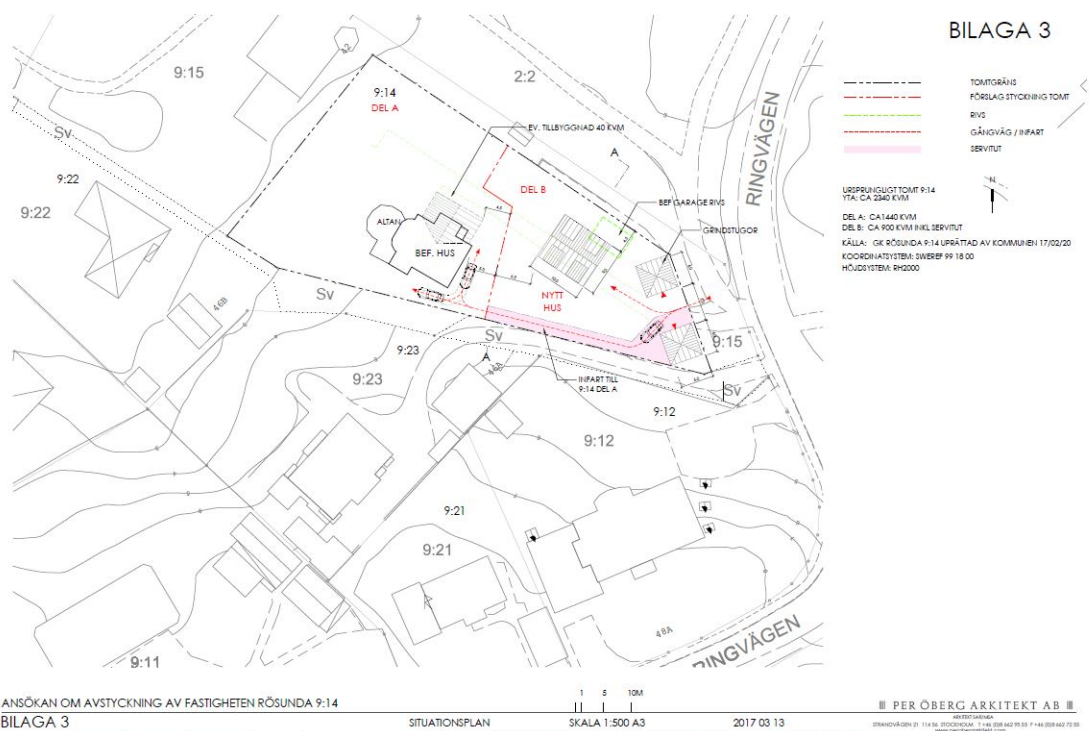 BILAGA 3
TOMTGRÄNS
FÖRSLAG STYCKNING TOMT
RIVS
GÅNGVÄG / INFART
SERVITUT
N
URSPRUNGLIGT TOMT 9:14
YTA: CA 2340 KVM
DEL A: CA1440 KVM
DEL B: CA 900 KVM INKL SERVITUT
KÄLLA: GK RÖSUNDA 9:14 UPRÄTTAD AV KOMMUNEN 17/02/20
KOORDINATSYSTEM: SWEREF 99 18 00
HÖJDSYSTEM: RH2000
9:15
42
2:2
RINGVÄGEN
9:14
DEL A
EV. TILLBYGGNAD 40 KVM
A
Sv
9:22
9:22
DEL B
BEF GARAGE RIVS
GRINDSTUGOR
ALTAN
BEF. HUS
NYTT
HUS
46B
Sv
Sv
9:23
9:23
A
46A
9:15
INFART TILL
9:14 DEL A
Sv
9:12
9:12
9:21
9:21
48A
9:11
RINGVÄGEN
ANSÖKAN OM AVSTYCKNING AV FASTIGHETEN RÖSUNDA 9:14
BILAGA 3
SITUATIONSPLAN
1 5 10M
SKALA 1:500 A3
2017 03 13
PER ÖBERG ARKITEKT AB